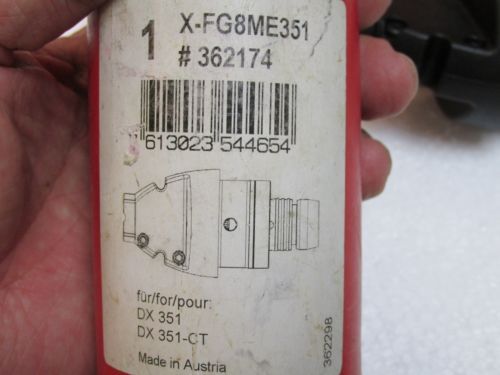 1 X-FG8ME351
# 362174
613023 544654
für/for/pour:
DX 351
DX 351-CT
Made in Austria
362298